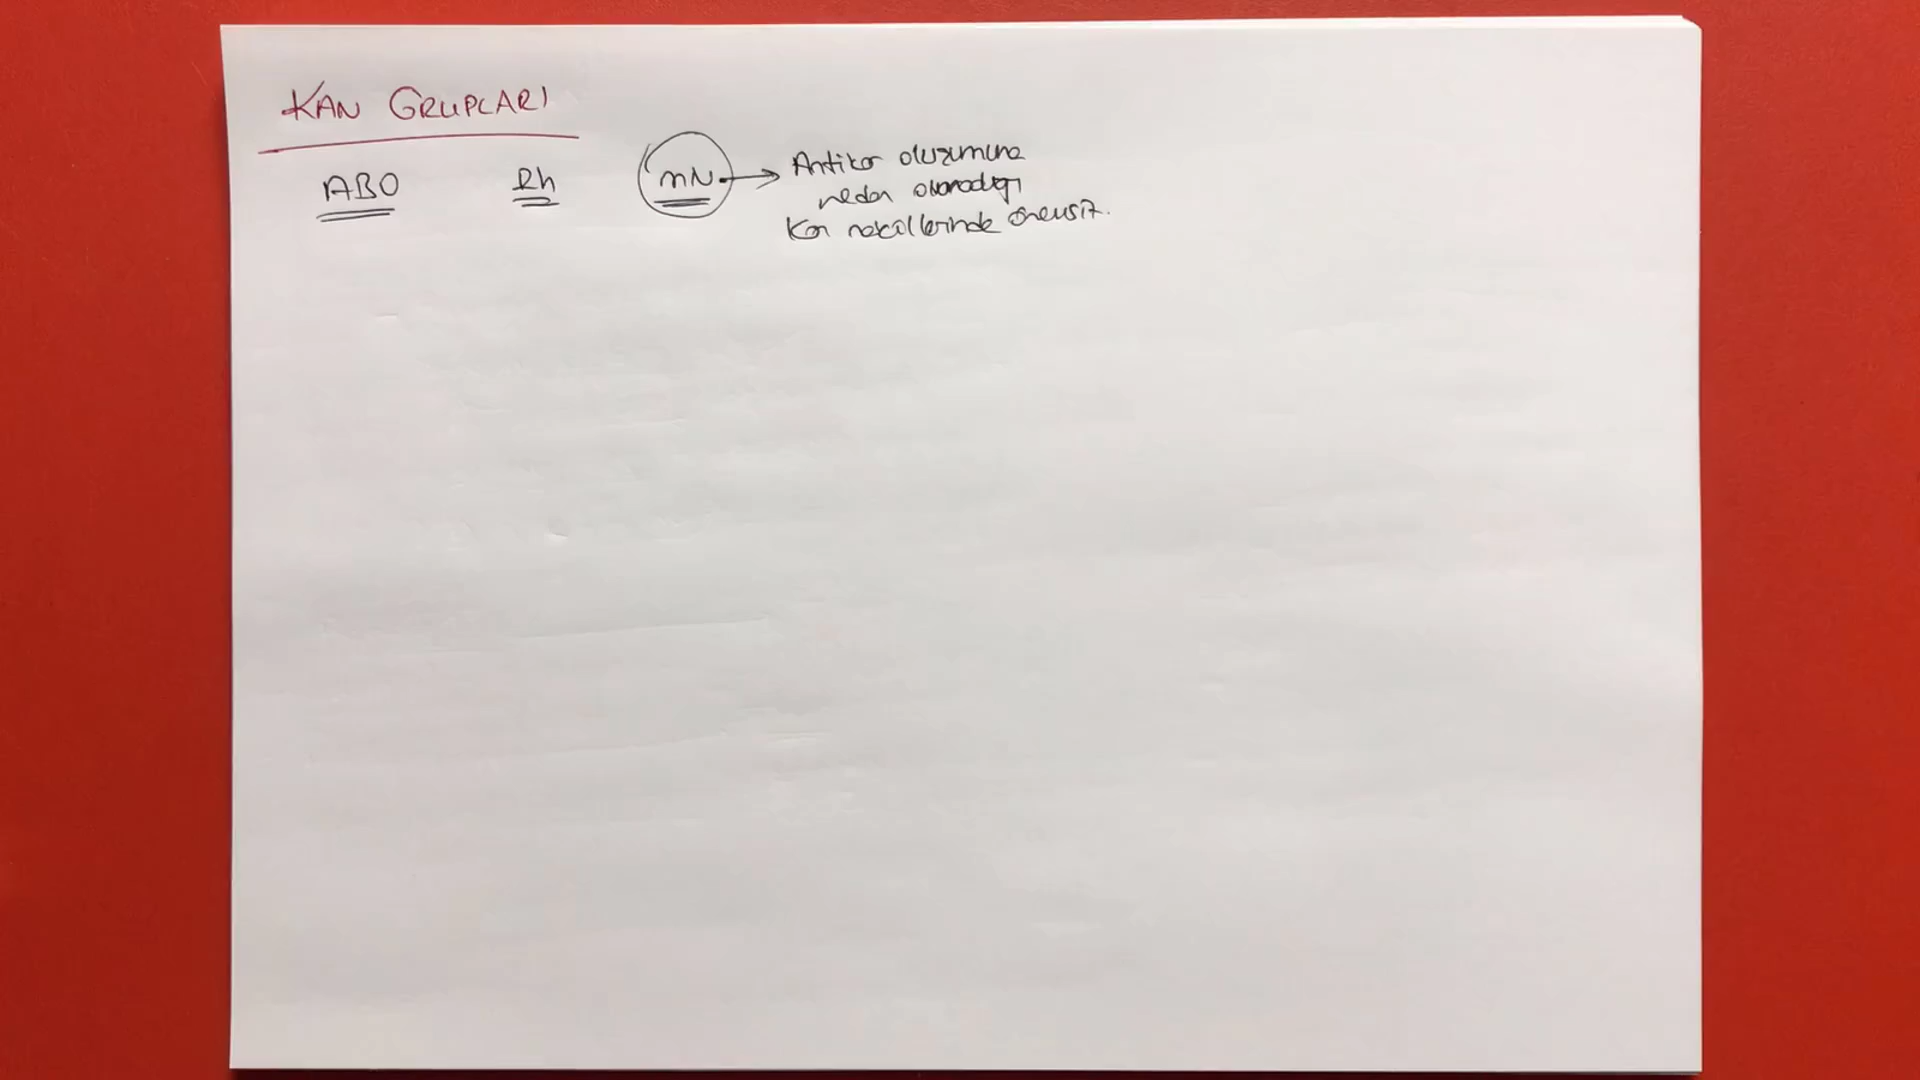 KAN GRUPLARI
ABO Rh MN → Antikor oluşumuna
neden olmadığı
Kan nakillerinde önemsiz.